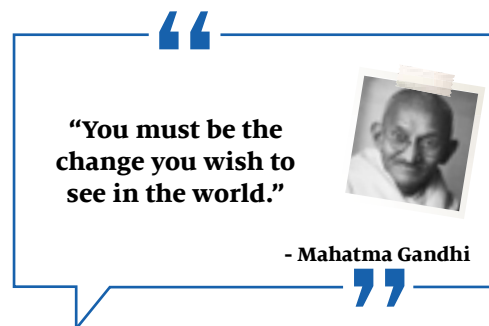 “You must be the
change you wish to
see in the world.”
- Mahatma Gandhi